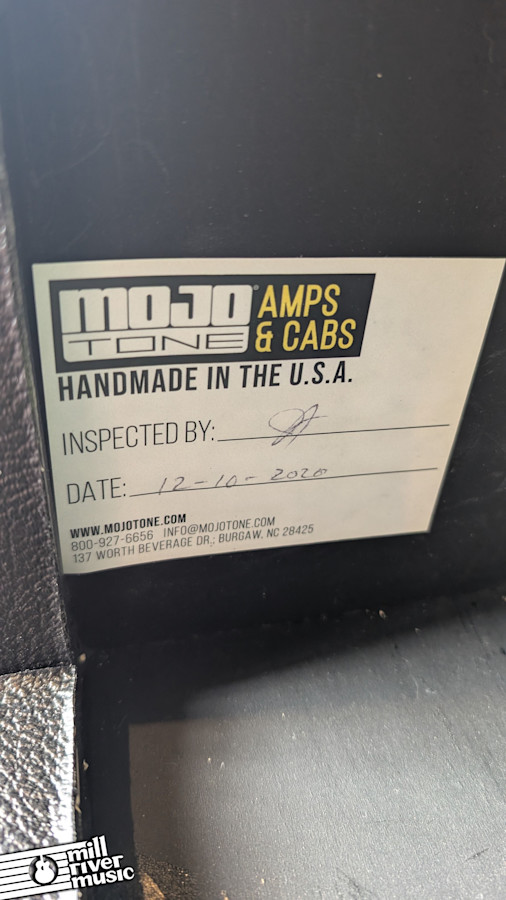 MOJO
TONE
AMPS
& CABS
HANDMADE IN THE U.S.A.
INSPECTED BY:
DATE: 12-10-2020
WWW.MOJOTONE.COM
800-927-6656 INFO@MOJOTONE.COM
137 WORTH BEVERAGE DR,; BURGAW, NC 28425
mill
river
music